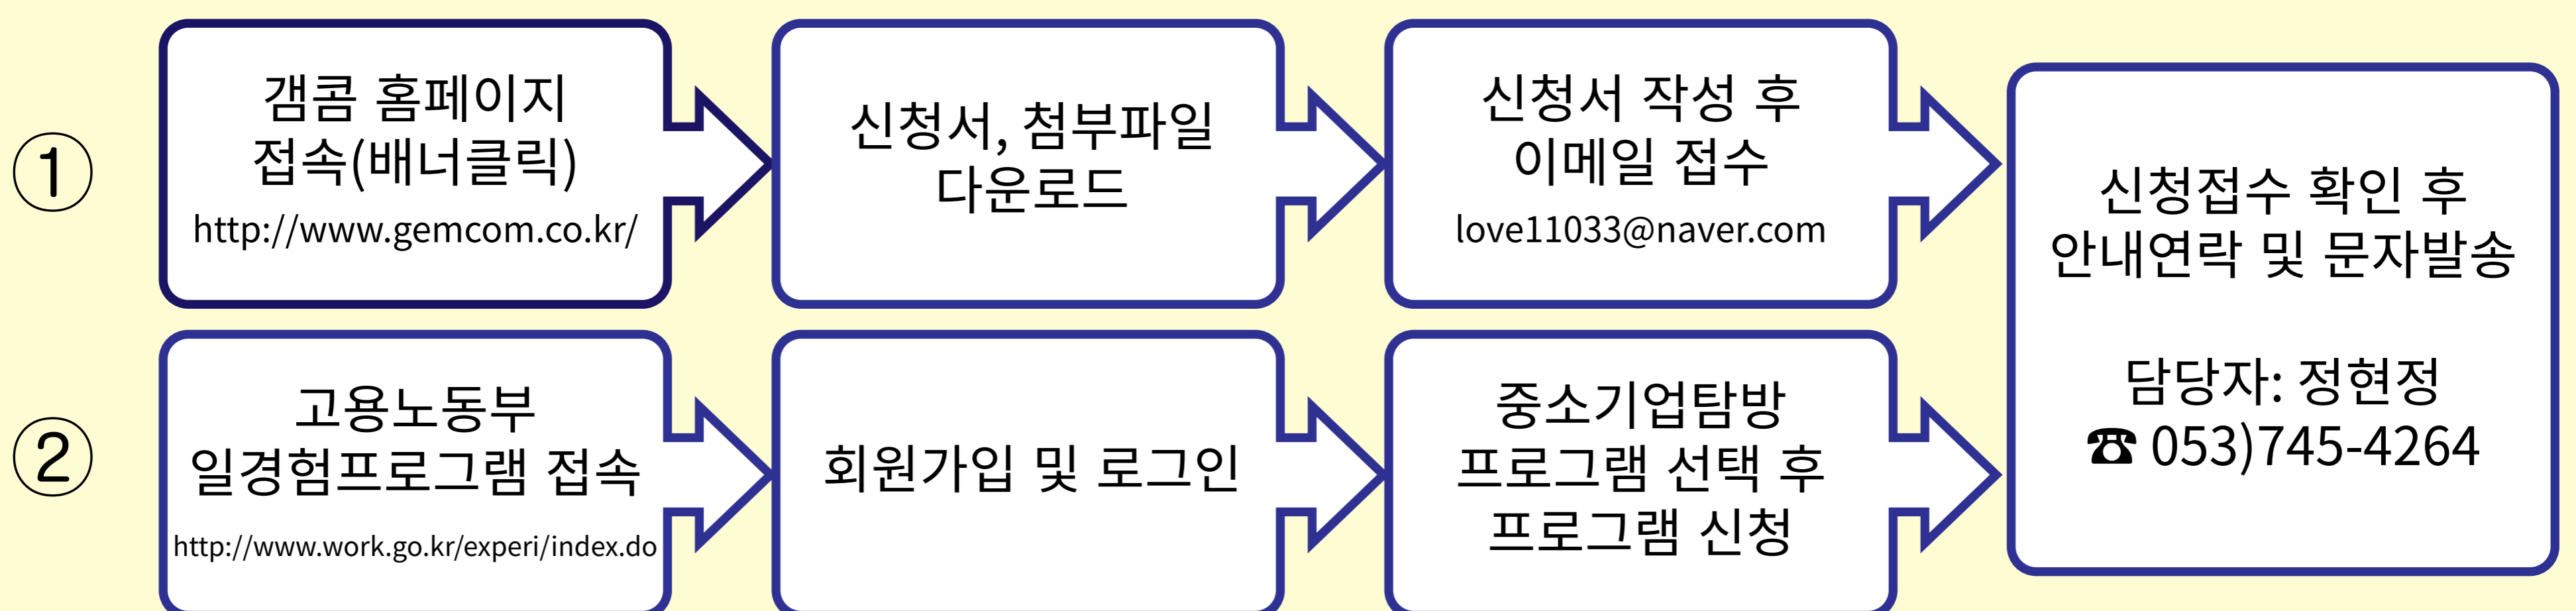 ①
갬콤 홈페이지
접속(배너클릭)
http://www.gemcom.co.kr/
신청서, 첨부파일
다운로드
신청서 작성 후
이메일 접수
love11033@naver.com
②
고용노동부
일경험프로그램 접속
http://www.work.go.kr/experi/index.do
회원가입 및 로그인
중소기업탐방
프로그램 선택 후
프로그램 신청
신청접수 확인 후
안내연락 및 문자발송
담당자: 정현정
☎ 053)745-4264